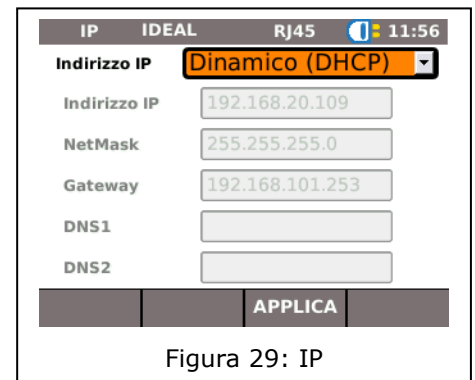 IP IDEAL RJ45 11:56
Indirizzo IP Dinamico (DHCP)
Indirizzo IP 192.168.20.109
NetMask 255.255.255.0
Gateway 192.168.101.253
DNS1
DNS2
APPLICA
Figura 29: IP